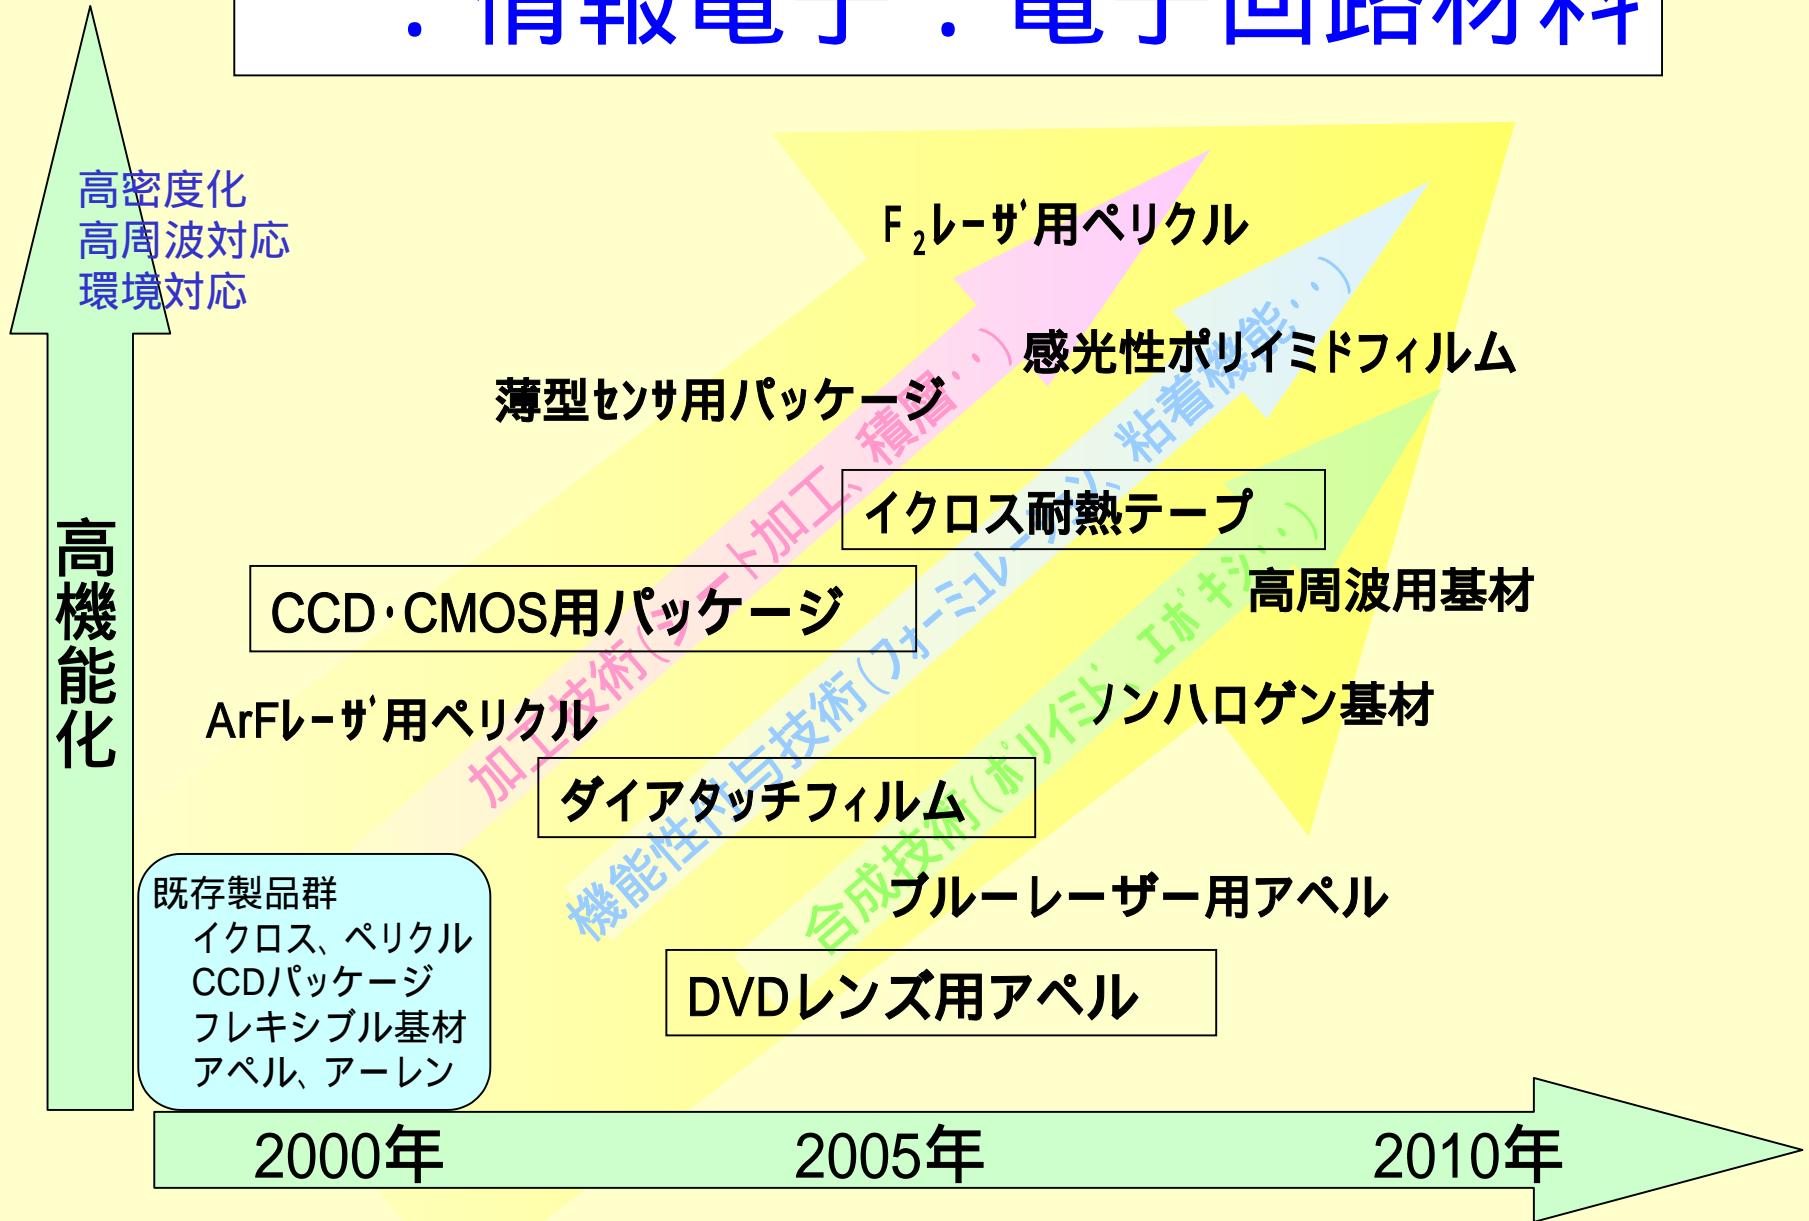 ．情報電子：電子回路材料
高密度化
高周波対応
環境対応
高機能化
F₂ﾚｰｻﾞ用ペリクル
感光性ポリイミドフィルム
薄型ｾﾝｻ用パッケージ
イクロス耐熱テープ
高周波用基材
CCD・CMOS用パッケージ
ノンハロゲン基材
ArFﾚｰｻﾞ用ペリクル
ダイアタッチフィルム
ブルーレーザー用アペル
DVDレンズ用アペル
加工技術(シート加工、積層・・)
機能性付与技術(ﾌｫｰﾐｭﾚｰｼｮﾝ、粘着機能・・)
合成技術(ﾎﾟﾘｲﾐﾄﾞ、ｴﾎﾟｷｼ・・)
既存製品群
イクロス、ペリクル
CCDパッケージ
フレキシブル基材
アペル、アーレン
2000年 2005年 2010年